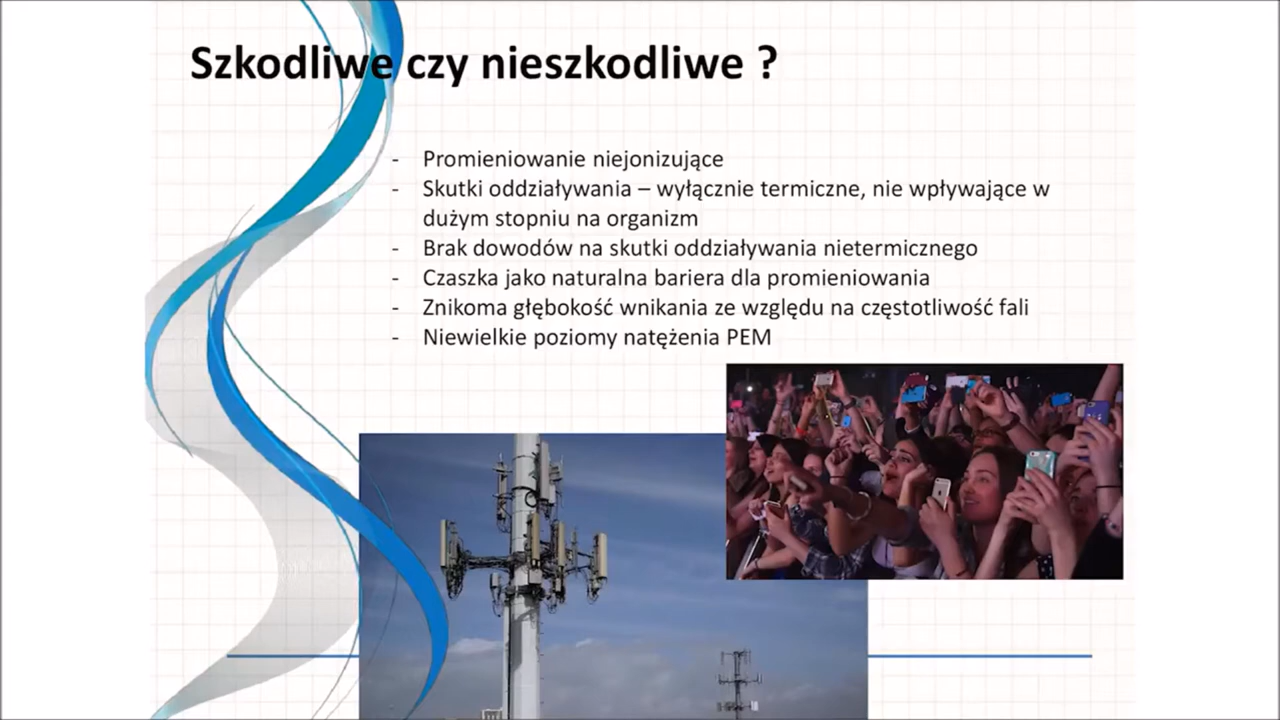 Szkodliwe czy nieszkodliwe ?
- Promieniowanie niejonizujące
- Skutki oddziaływania – wyłącznie termiczne, nie wpływające w
dużym stopniu na organizm
- Brak dowodów na skutki oddziaływania nietermicznego
- Czaszka jako naturalna bariera dla promieniowania
- Znikoma głębokość wnikania ze względu na częstotliwość fali
- Niewielkie poziomy natężenia PEM